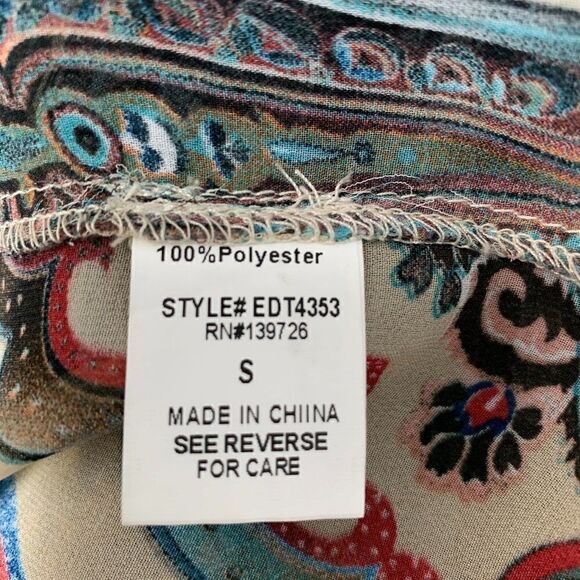 100%Polyester
STYLE# EDT4353
RN#139726
S
MADE IN CHIINA
SEE REVERSE
FOR CARE